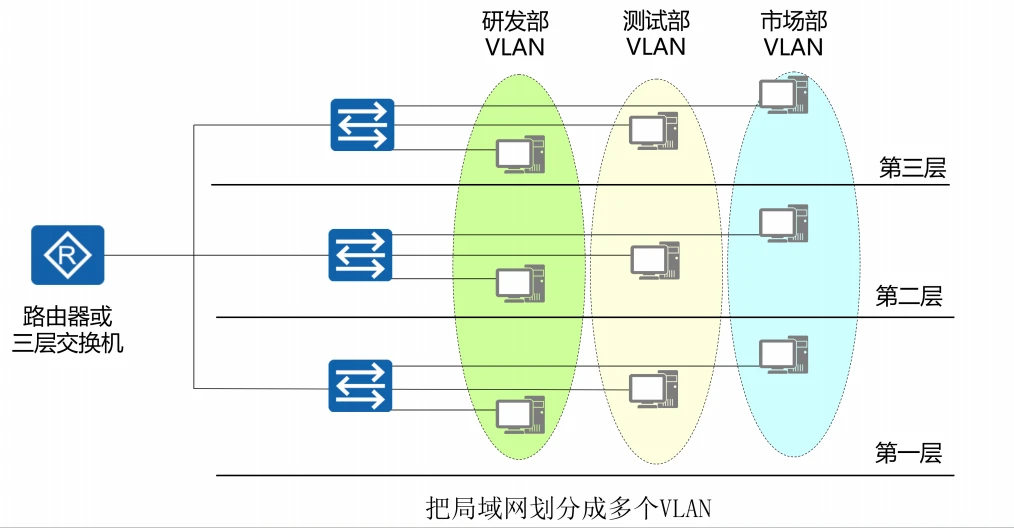 研发部
VLAN
测试部
VLAN
市场部
VLAN
第三层
R
路由器或
三层交换机
第二层
第一层
把局域网划分成多个VLAN